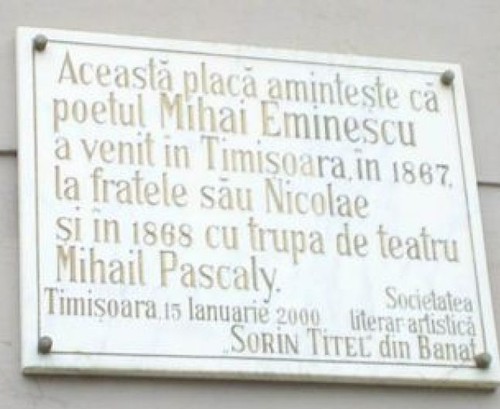 Această placă amintește că
poetul Mihai Eminescu
a venit în Timișoara, în 1867,
la fratele său Nicolae
și în 1868 cu trupa de teatru
Mihail Pascaly.
Timișoara, 15 Ianuarie 2000
Societatea
literar artistică
„SORIN TITEL" din Banat